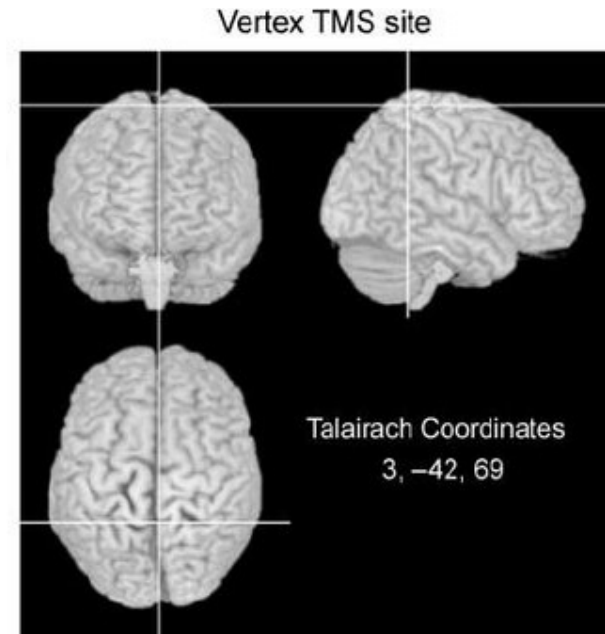 Vertex TMS site
Talairach Coordinates
3, –42, 69